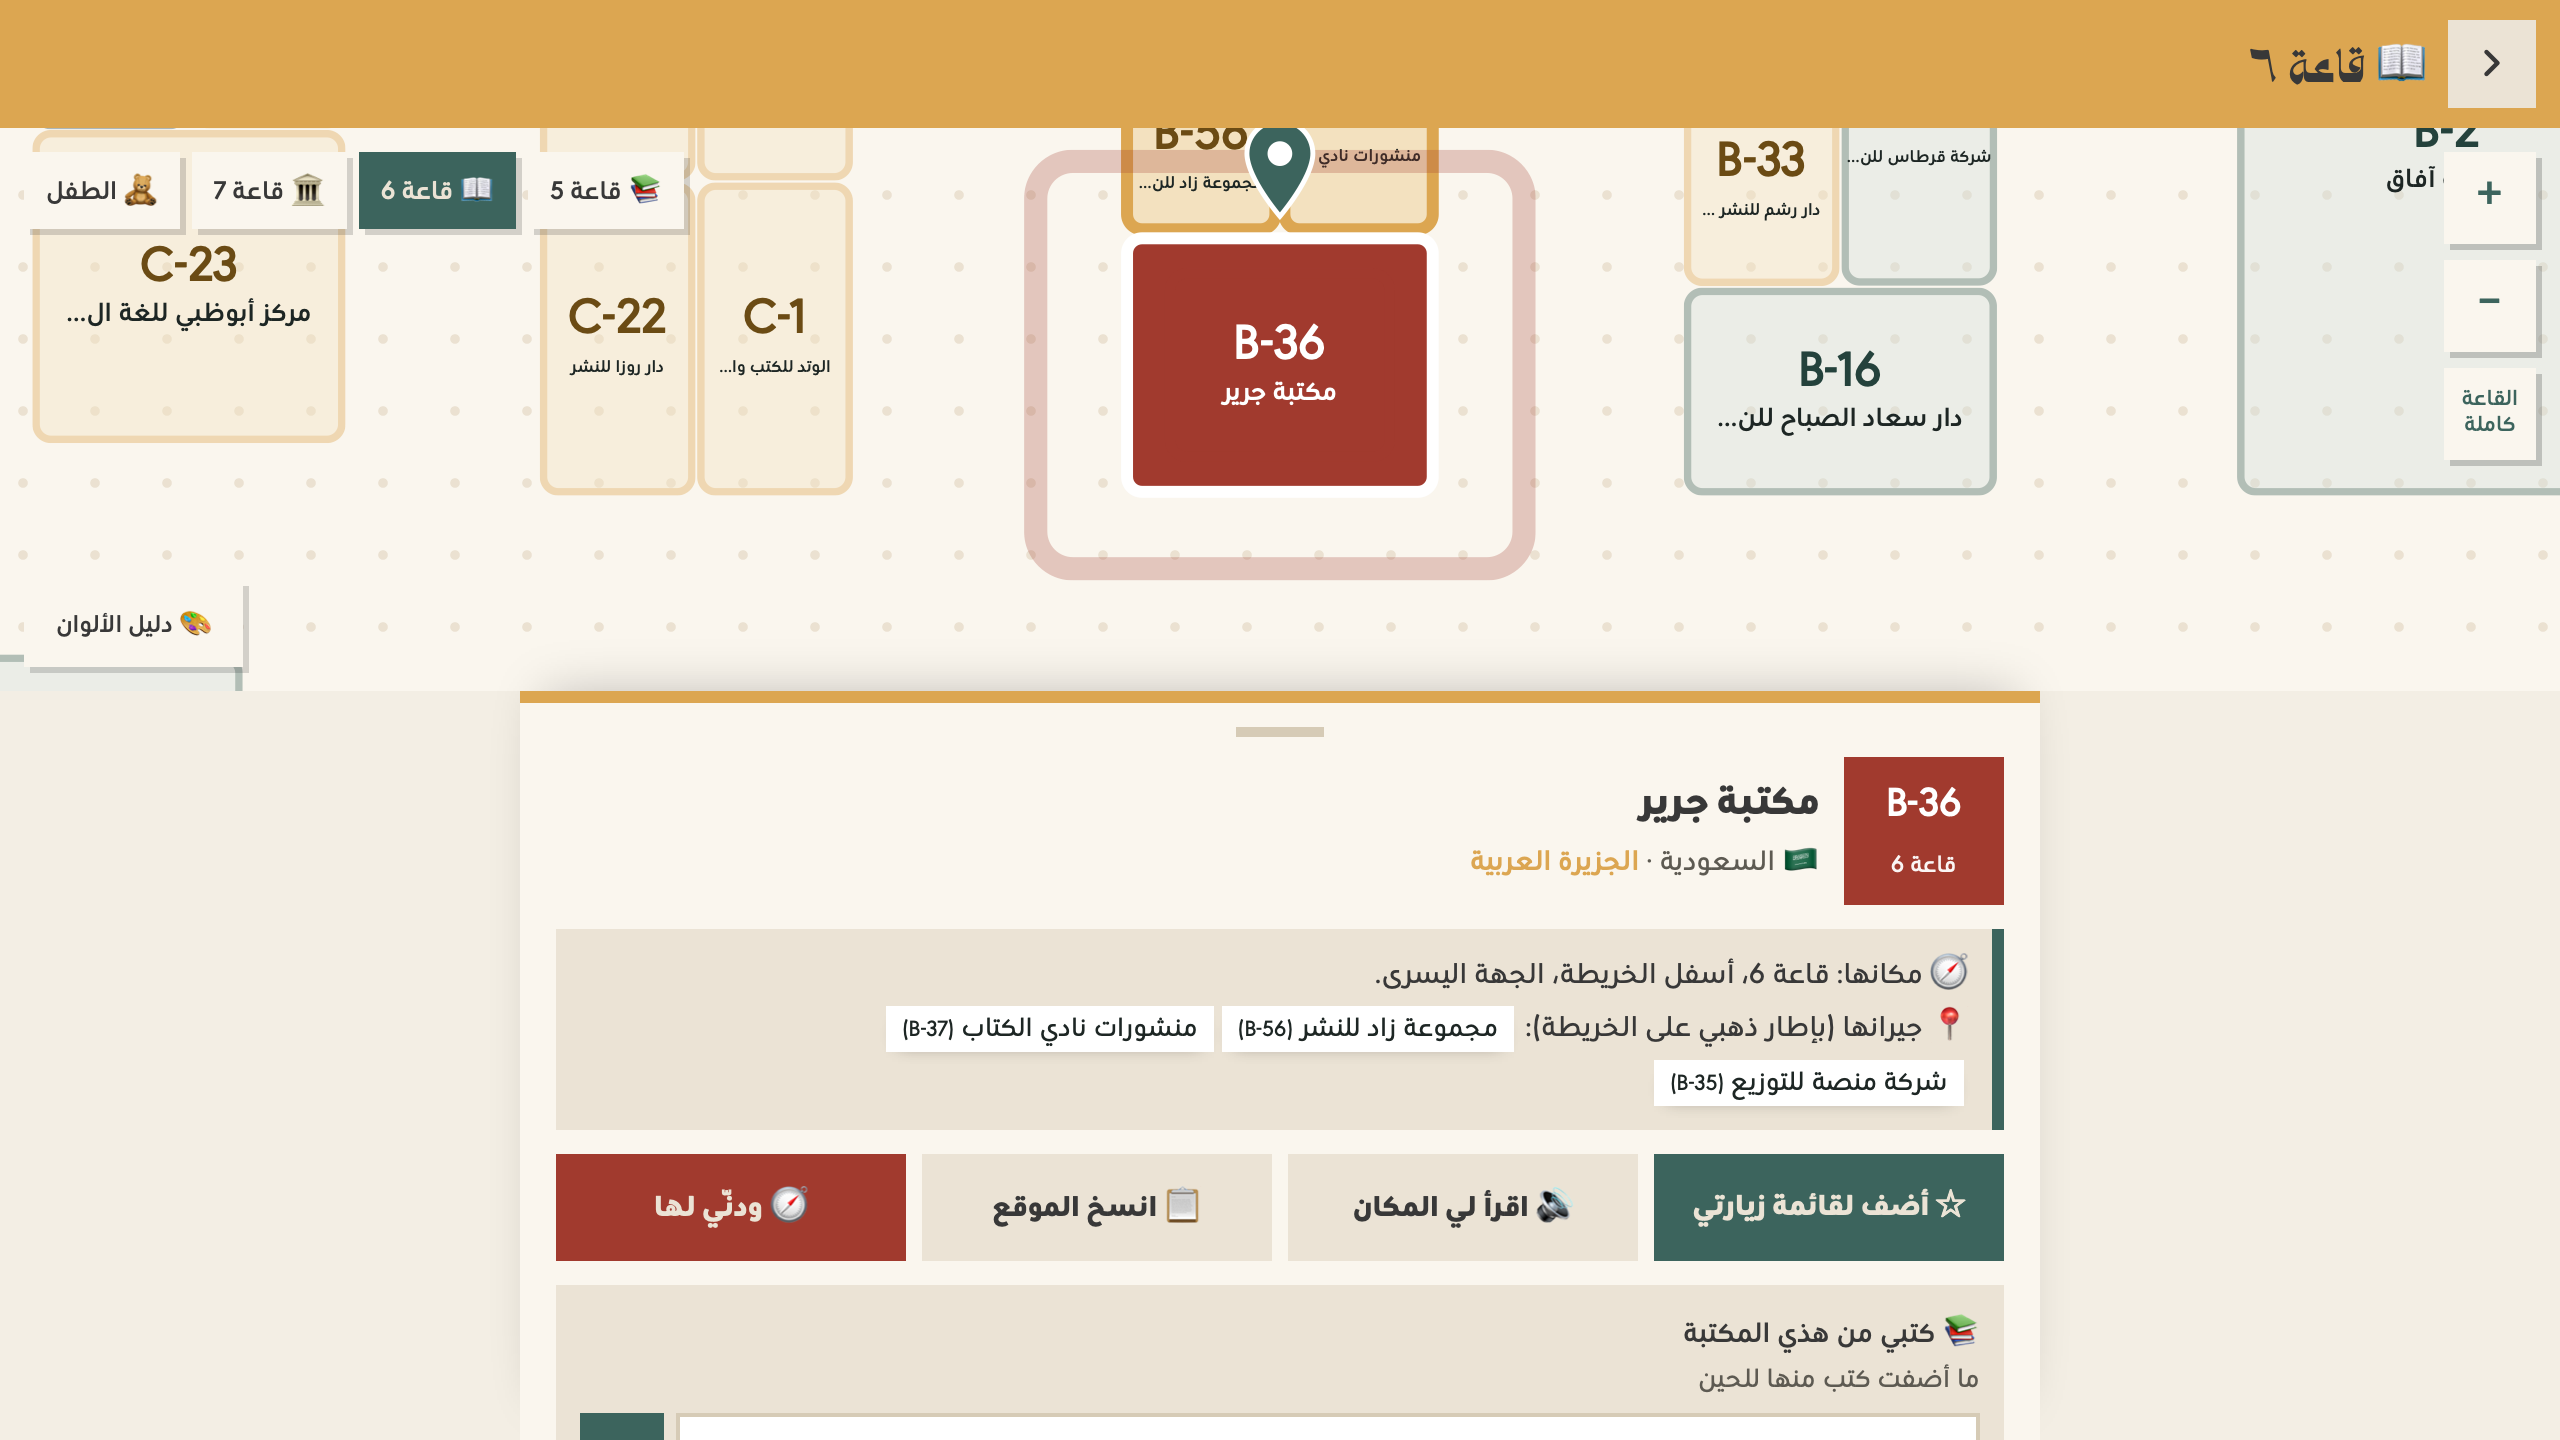 📖 قاعة ٦
📚 قاعة 5
📖 قاعة 6
🏛️ قاعة 7
🧸 الطفل
+
−
القاعة
كاملة
B-2
آفاق
شركة قرطاس للن...
B-33
دار رشم للنشر ...
B-16
دار سعاد الصباح للن...
منشورات نادي
B-56
مجموعة زاد للن...
B-36
مكتبة جرير
C-1
الوتد للكتب وا...
C-22
دار روزا للنشر
C-23
مركز أبوظبي للغة ال...
🎨 دليل الألوان
B-36
قاعة 6
مكتبة جرير
🇸🇦 السعودية · الجزيرة العربية
🧭 مكانها: قاعة 6، أسفل الخريطة، الجهة اليسرى.
📍 جيرانها (بإطار ذهبي على الخريطة): مجموعة زاد للنشر (B-56) منشورات نادي الكتاب (B-37)
شركة منصة للتوزيع (B-35)
☆ أضف لقائمة زيارتي
🔊 اقرأ لي المكان
📋 انسخ الموقع
🧭 ودّني لها
📚 كتبي من هذي المكتبة
ما أضفت كتب منها للحين